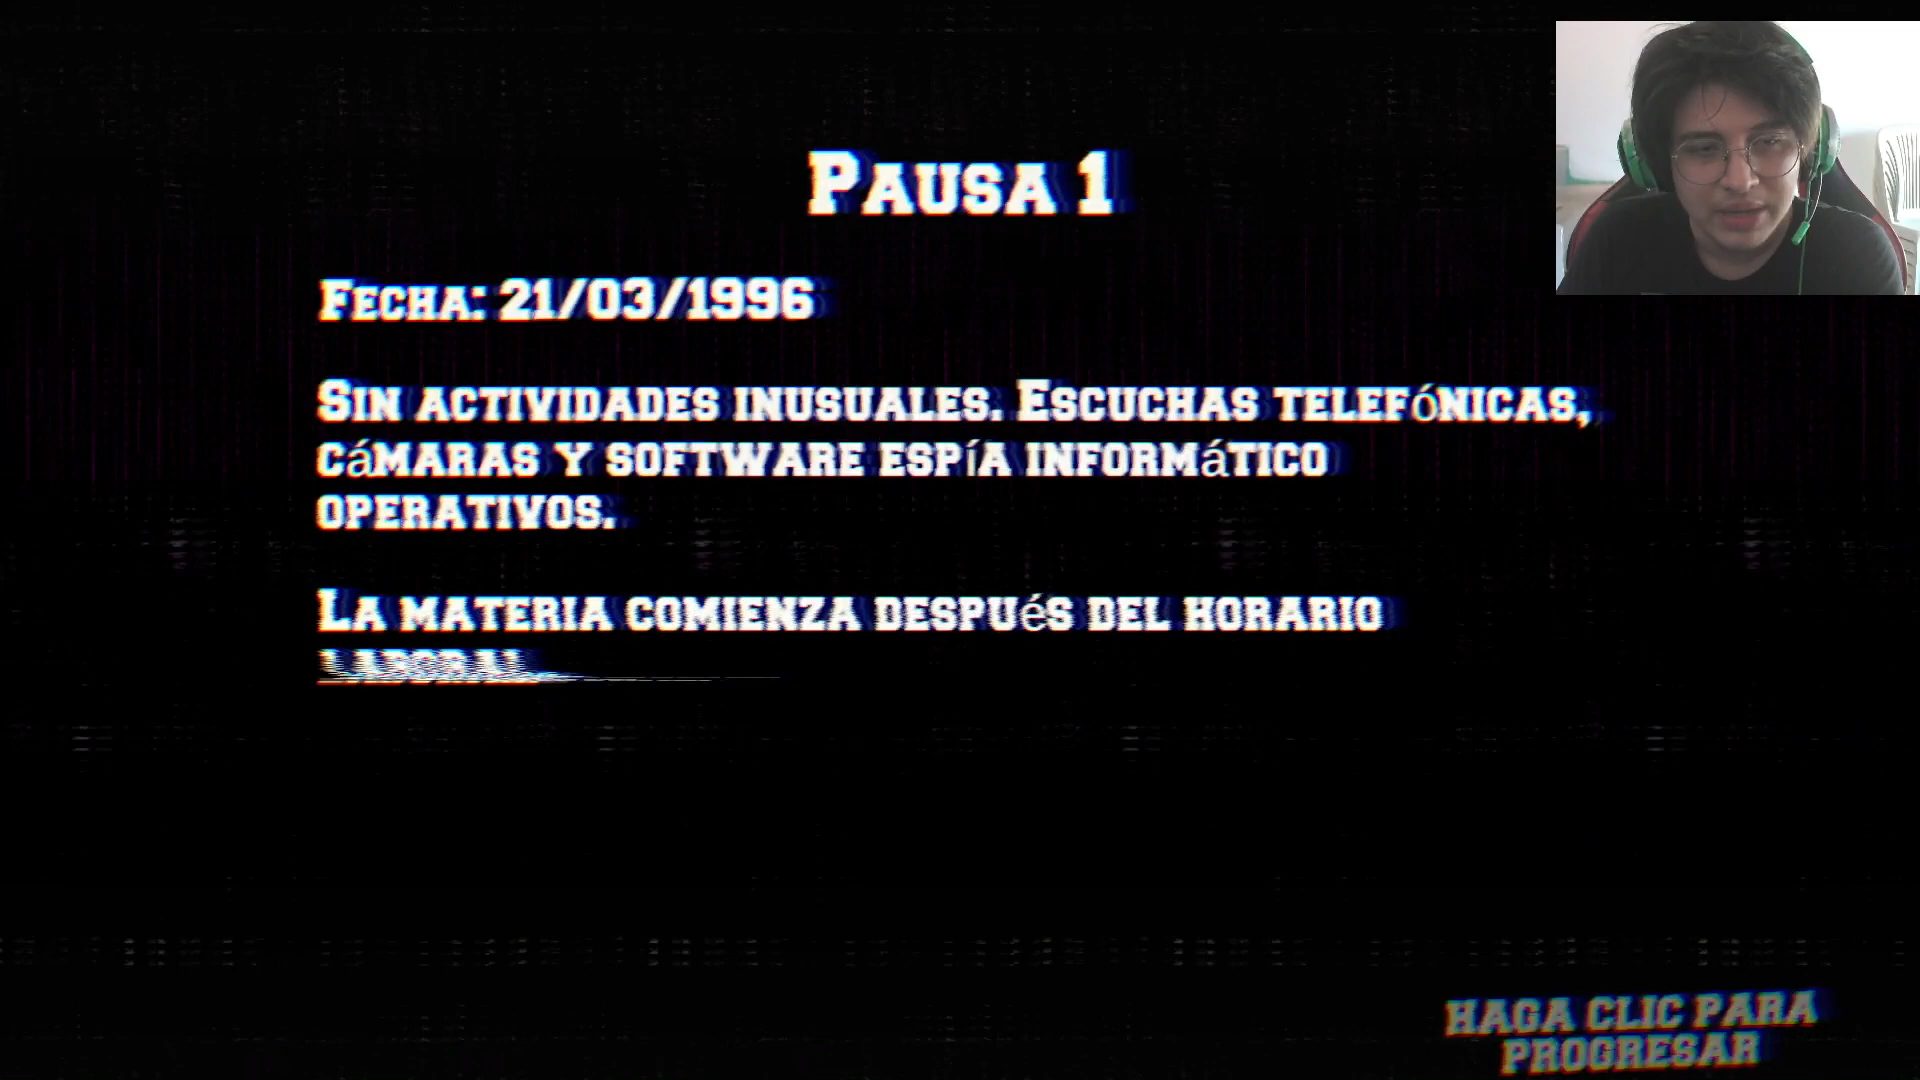 Pausa 1
Fecha: 21/03/1996
Sin actividades inusuales. Escuchas telefónicas,
cámaras y software espía informático
operativos.
La materia comienza después del horario
laboral
HAGA CLIC PARA
PROGRESAR